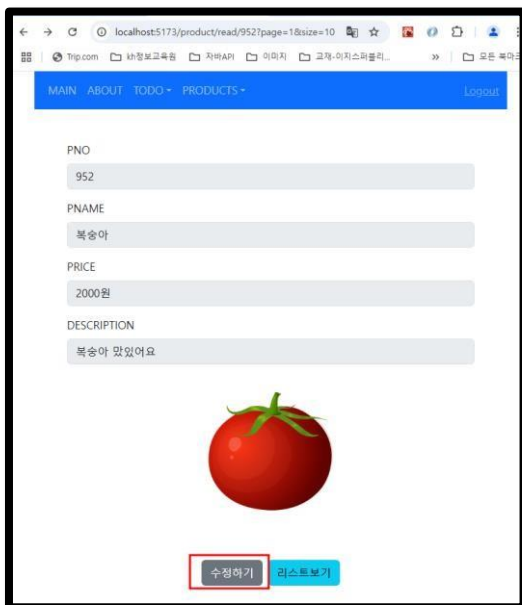 localhost:5173/product/read/952?page=1&size=10
Trip.com kh정보교육원 자바API 이미지 교재-이지스퍼블리... » 모든 북마크
MAIN ABOUT TODO PRODUCTS Logout
PNO
952
PNAME
복숭아
PRICE
2000원
DESCRIPTION
복숭아 맛있어요
수정하기 리스트보기